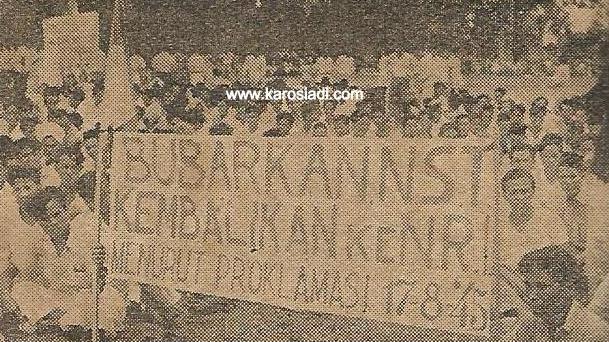 www.karosiadi.com
BUBARKAN NST
KEMBALIKAN KE NRI
MENURUT PROKLAMASI 17-8-'45